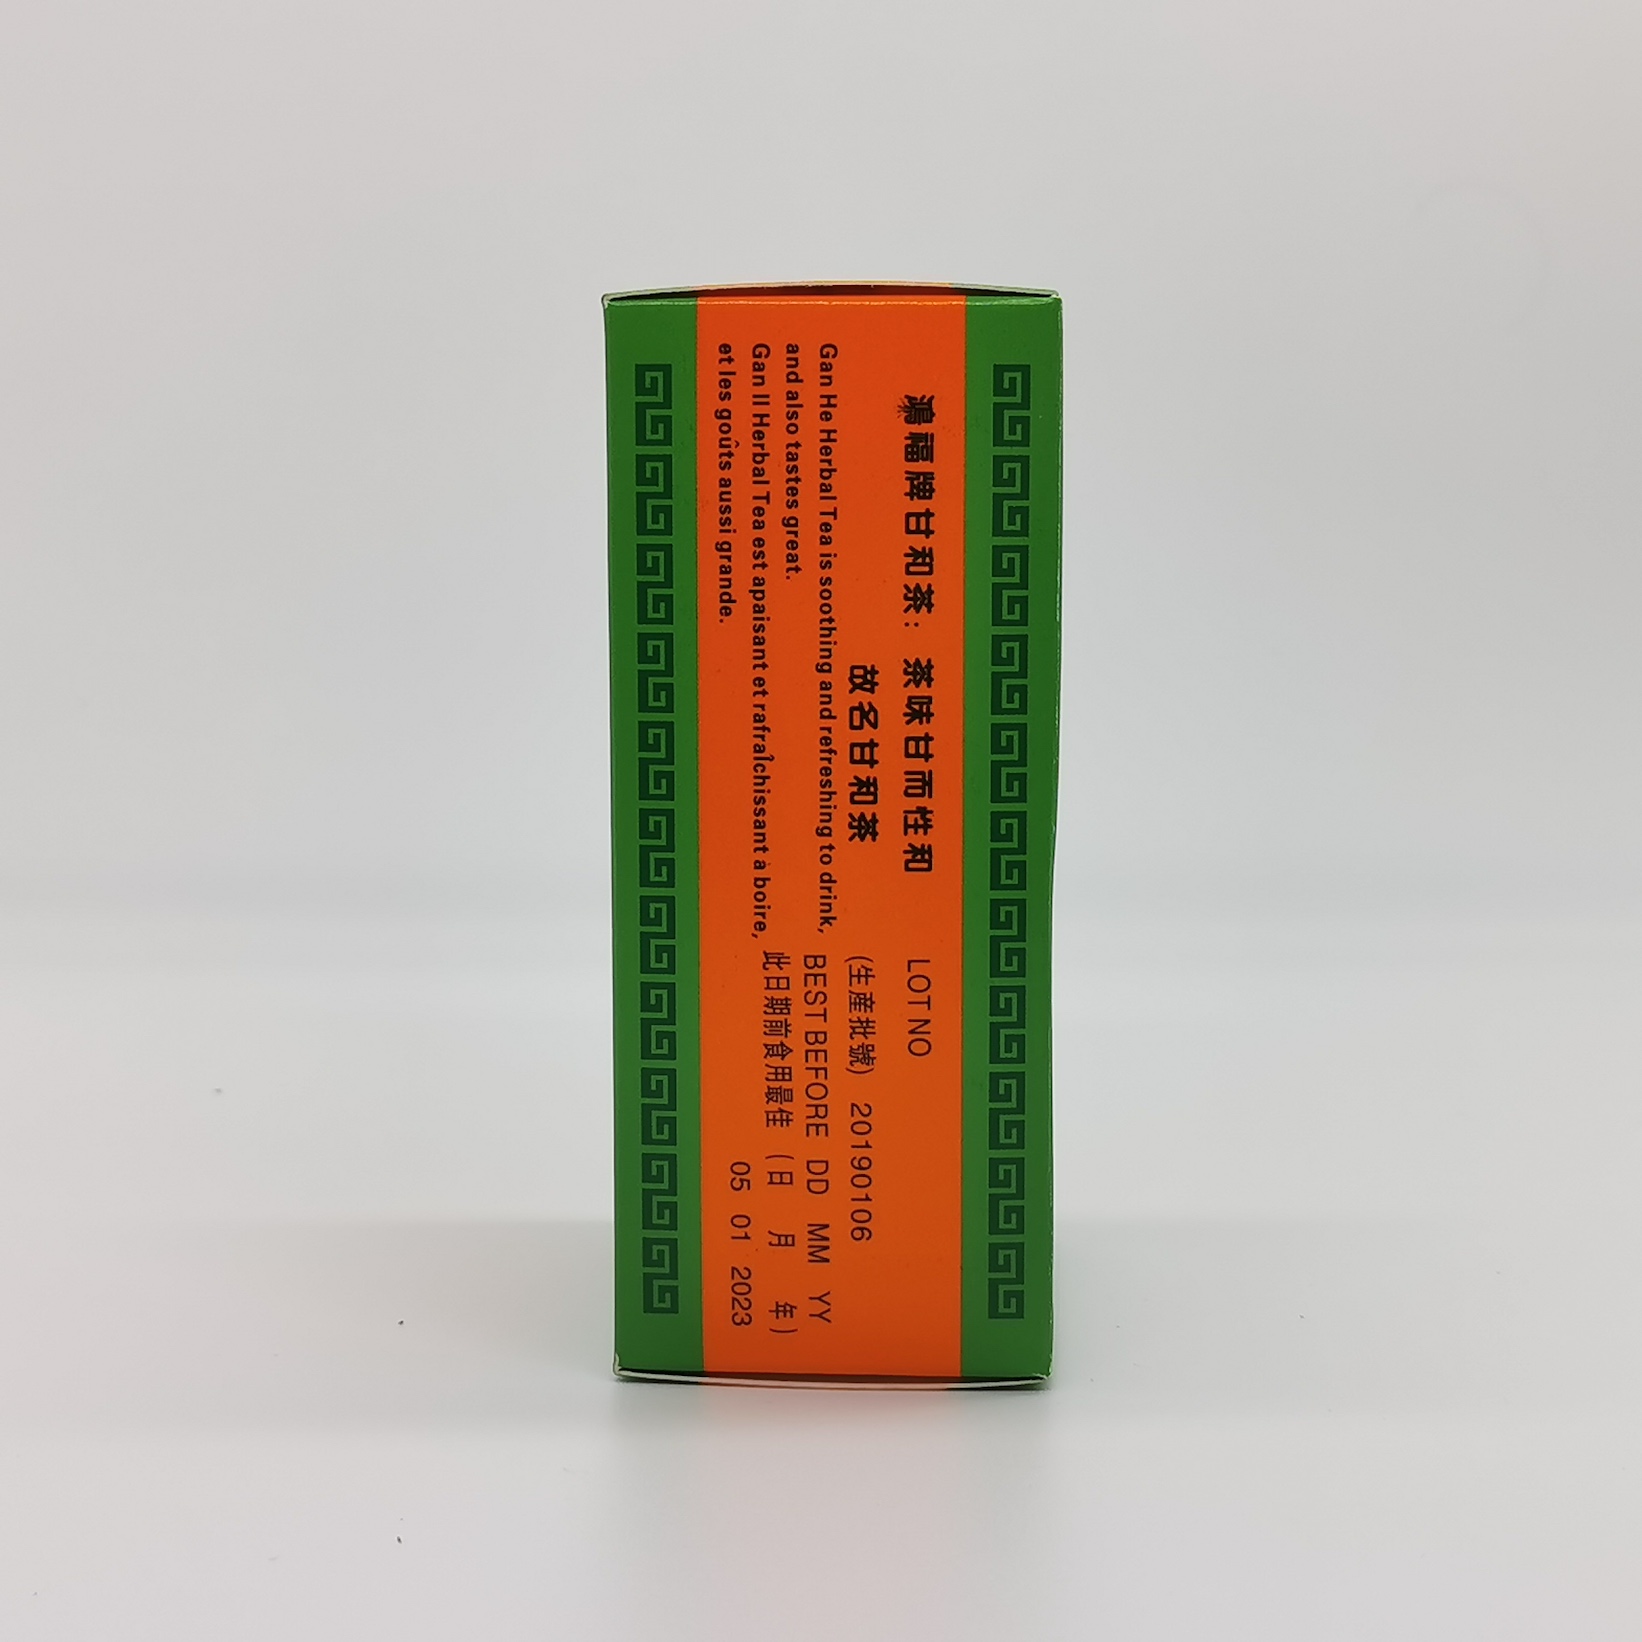 鴻福牌甘和茶：茶味甘而性和
故名甘和茶
Gan He Herbal Tea is soothing and refreshing to drink,
and also tastes great.
Gan II Herbal Tea est apaisant et rafraîchissant à boire,
et les goûts aussi grande.
LOT NO
(生産批號) 20190106
BEST BEFORE DD MM YY
此日期前食用最佳 (日 月 年)
05 01 2023